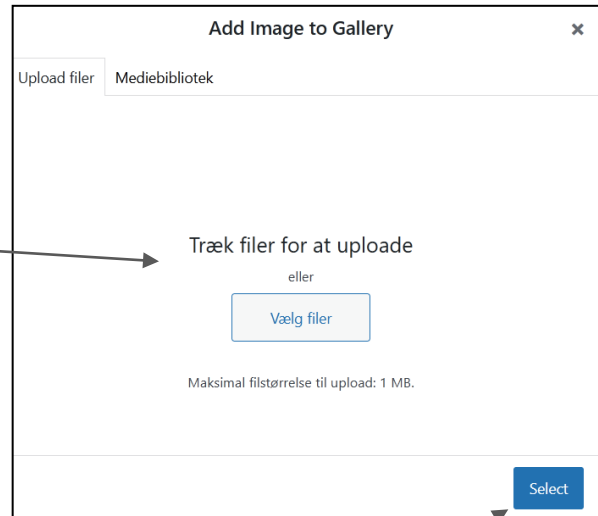 Add Image to Gallery ×
Upload filer Mediebibliotek
Træk filer for at uploade
eller
Vælg filer
Maksimal filstørrelse til upload: 1 MB.
Select